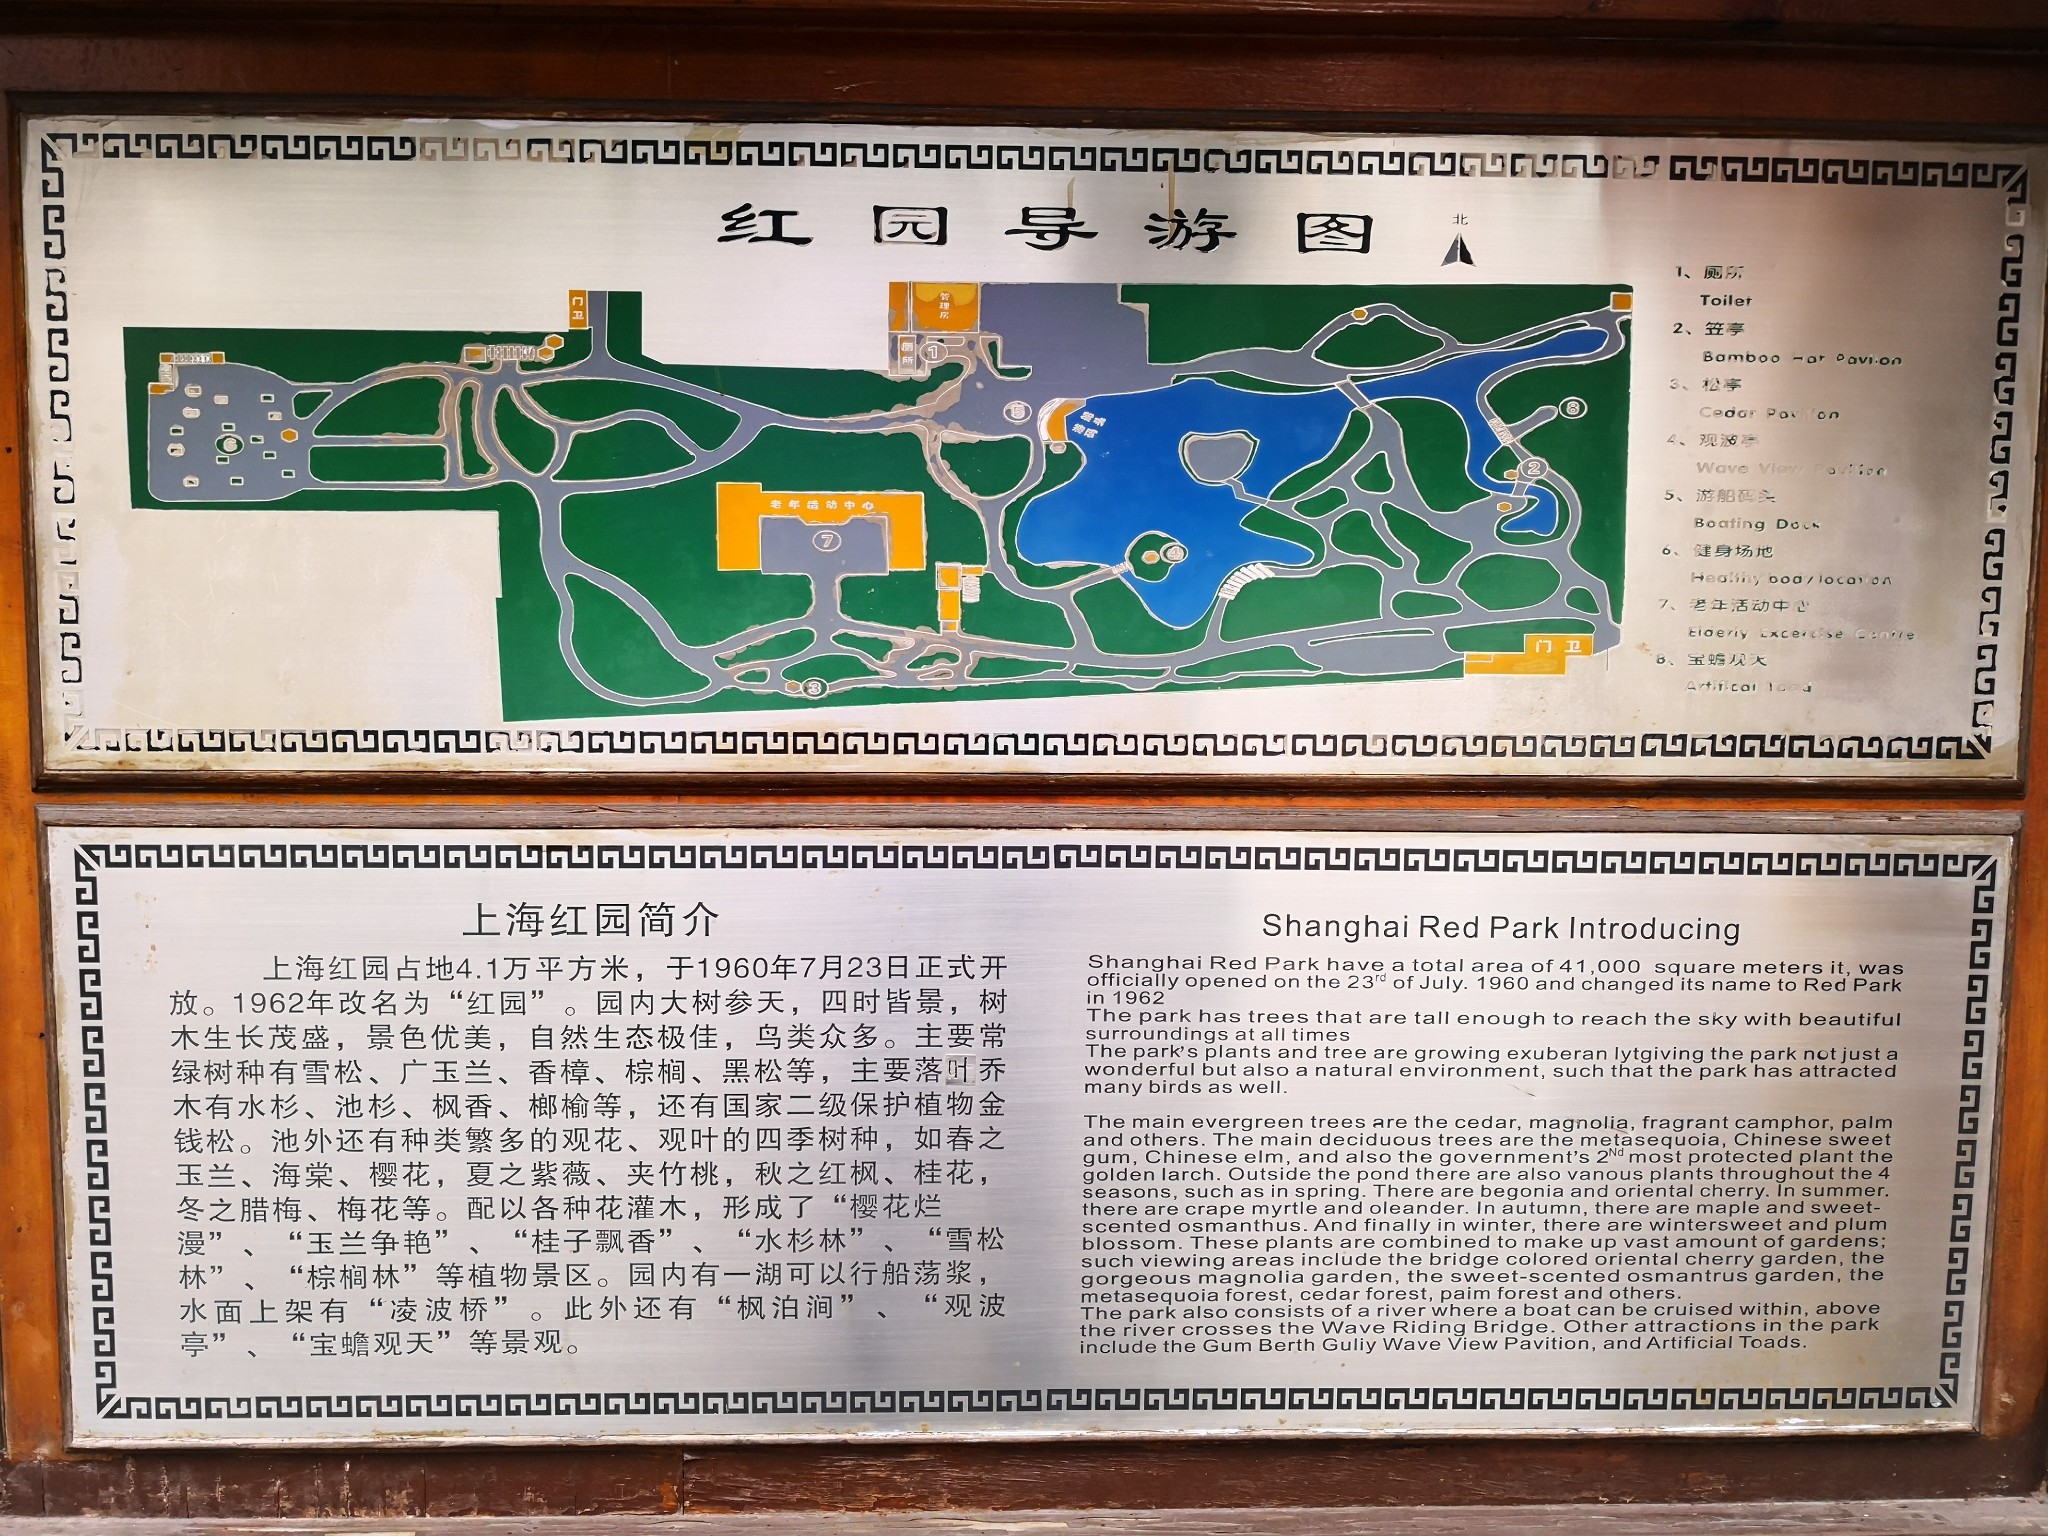 红园导游图
北
门卫
管理房
厕所
1
5
6
老年活动中心
7
8
2
4
3
门卫
1、厕所
Toilet
2、笠亭
Bamboo Hat Pavilion
3、松亭
Cedar Pavilion
4、观波亭
Wave View Pavilion
5、游船码头
Boating Dock
6、健身场地
Healthy body location
7、老年活动中心
Elderly Excercise Centre
8、宝蟾观天
Artifical Toad
上海红园简介
上海红园占地4.1万平方米，于1960年7月23日正式开
放。1962年改名为“红园”。园内大树参天，四时皆景，树
木生长茂盛，景色优美，自然生态极佳，鸟类众多。主要常
绿树种有雪松、广玉兰、香樟、棕榈、黑松等，主要落叶乔
木有水杉、池杉、枫香、榔榆等，还有国家二级保护植物金
钱松。池外还有种类繁多的观花、观叶的四季树种，如春之
玉兰、海棠、樱花，夏之紫薇、夹竹桃，秋之红枫、桂花，
冬之腊梅、梅花等。配以各种花灌木，形成了“樱花烂
漫”、“玉兰争艳”、“桂子飘香”、“水杉林”、“雪松
林”、“棕榈林”等植物景区。园内有一湖可以行船荡浆，
水面上架有“凌波桥”。此外还有“枫泊涧”、“观波
亭”、“宝蟾观天”等景观。
Shanghai Red Park Introducing
Shanghai Red Park have a total area of 41,000 square meters it, was
officially opened on the 23rd of July. 1960 and changed its name to Red Park
in 1962
The park has trees that are tall enough to reach the sky with beautiful
surroundings at all times
The park's plants and tree are growing exuberan lytgiving the park not just a
wonderful but also a natural environment, such that the park has attracted
many birds as well.
The main evergreen trees are the cedar, magnolia, fragrant camphor, palm
and others. The main deciduous trees are the metasequoia, Chinese sweet
gum, Chinese elm, and also the government's 2Nd most protected plant the
golden larch. Outside the pond there are also vanous plants throughout the 4
seasons, such as in spring. There are begonia and oriental cherry. In summer.
there are crape myrtle and oleander. In autumn, there are maple and sweet-
scented osmanthus. And finally in winter, there are wintersweet and plum
blossom. These plants are combined to make up vast amount of gardens;
such viewing areas include the bridge colored oriental cherry garden, the
gorgeous magnolia garden, the sweet-scented osmantrus garden, the
metasequoia forest, cedar forest, paim forest and others.
The park also consists of a river where a boat can be cruised within, above
the river crosses the Wave Riding Bridge. Other attractions in the park
include the Gum Berth Guliy Wave View Pavition, and Artificial Toads.